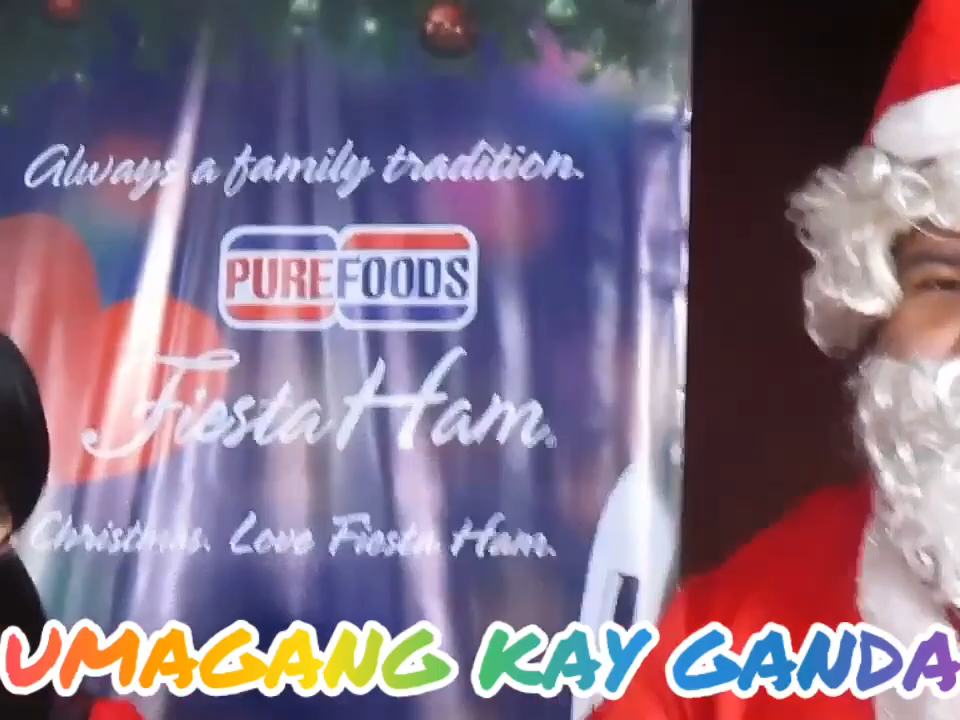 Always a family tradition.
PUREFOODS
Fiesta Ham.
Christmas. Love Fiesta Ham.
UMAGANG KAY GANDA